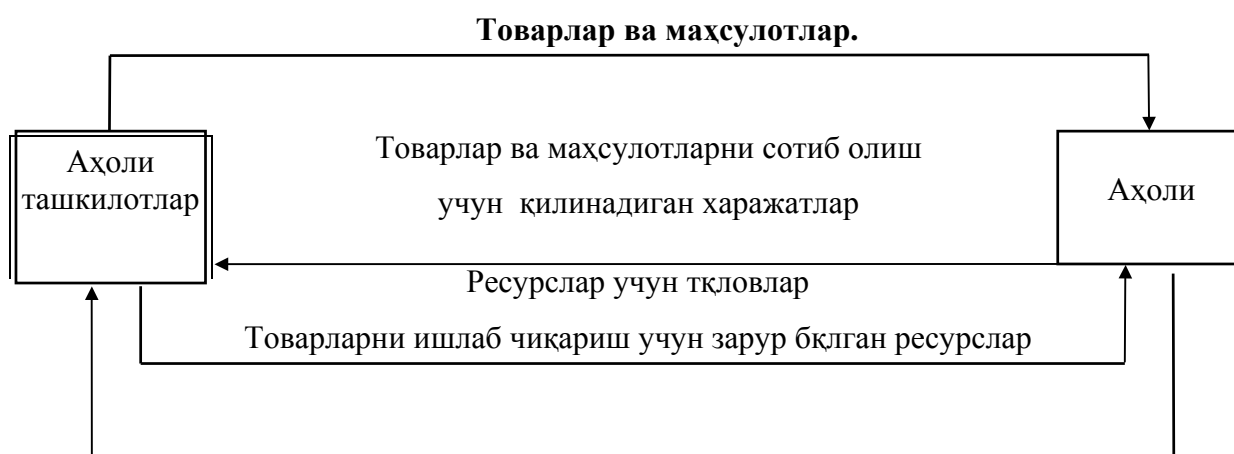 Товарлар ва маҳсулотлар.
Аҳоли
ташкилотлар
Товарлар ва маҳсулотларни сотиб олиш
учун қилинадиган харажатлар
Аҳоли
Ресурслар учун тқловлар
Товарларни ишлаб чиқариш учун зарур бқлган ресурслар